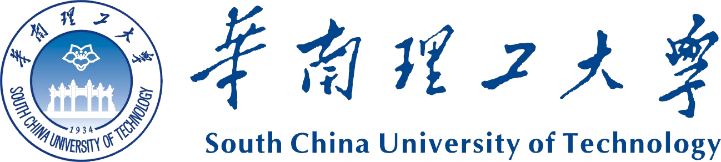 華南理工大學
SOUTH CHINA UNIVERSITY OF TECHNOLOGY
1934
華南理工大學
South China University of Technology